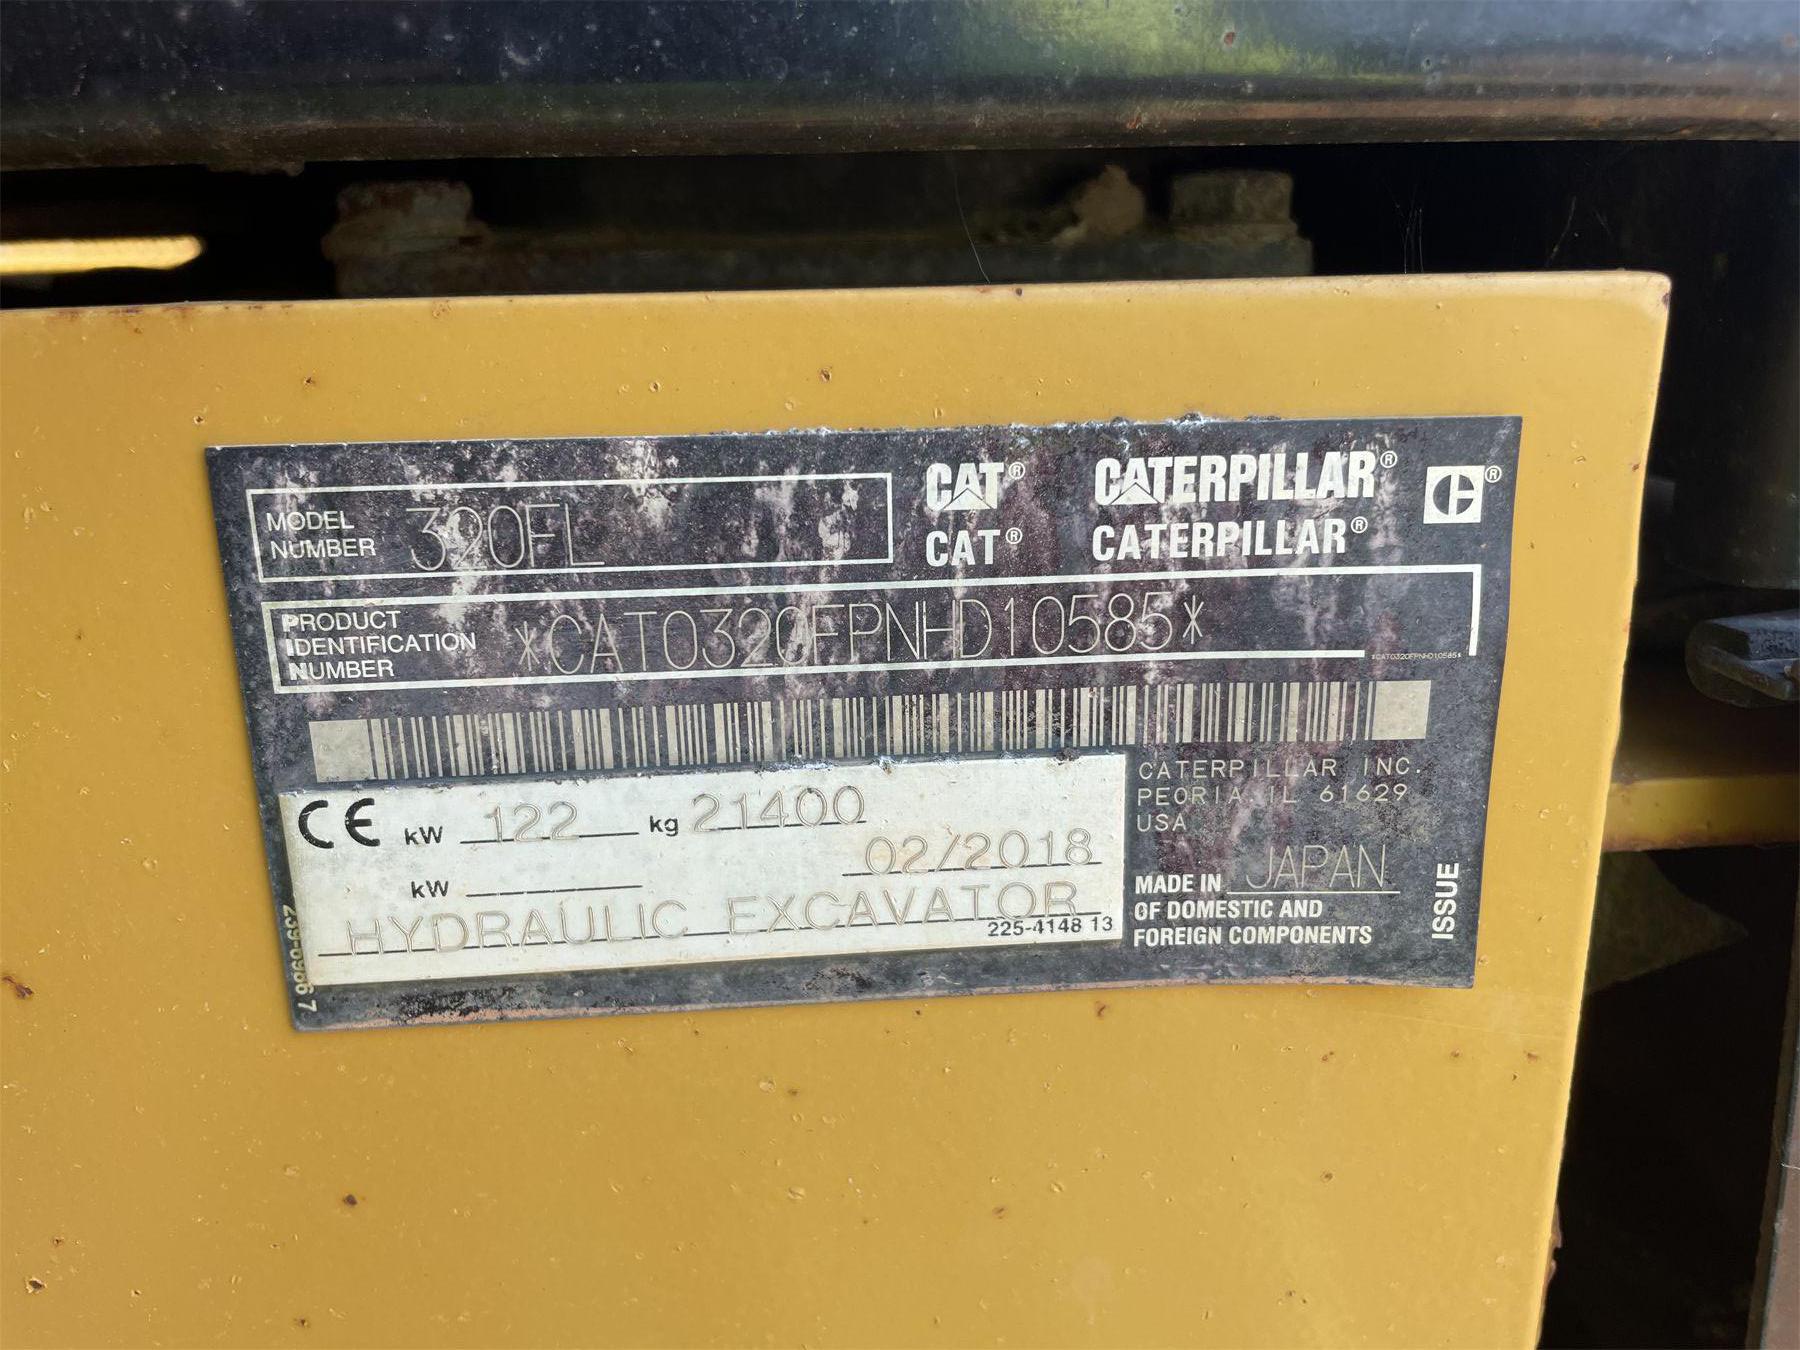 MODEL NUMBER 320FL
CAT® CATERPILLAR® ®
CAT® CATERPILLAR®
PRODUCT IDENTIFICATION NUMBER *CAT0320FPNHD10585*
*CAT0320FPNHD10585*
CE kW 122 kg 21400
02/2018
kW
HYDRAULIC EXCAVATOR
225-4148 13
CATERPILLAR INC.
PEORIA IL 61629
USA
MADE IN JAPAN
OF DOMESTIC AND
FOREIGN COMPONENTS
ISSUE